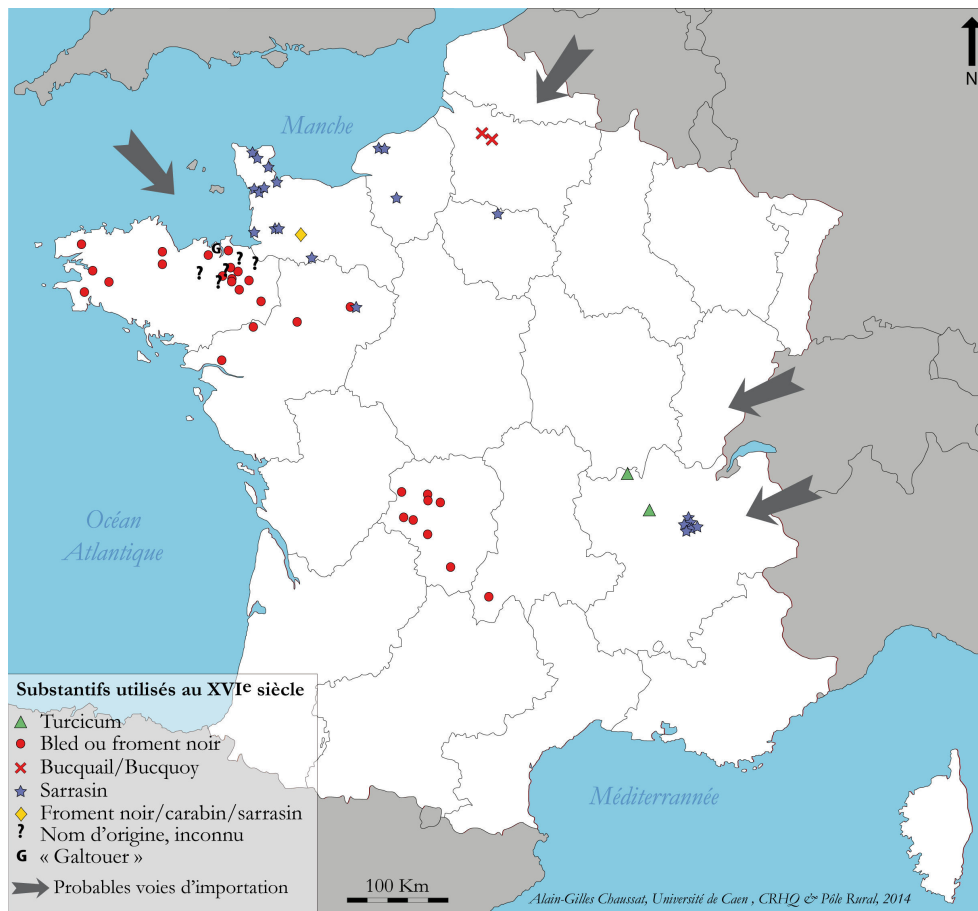 N
Manche
G
?
?
?
?
?
Océan
Atlantique
Méditerrannée
Substantifs utilisés au XVIe siècle
Turcicum
Bled ou froment noir
Bucquail/Bucquoy
Sarrasin
Froment noir/carabin/sarrasin
? Nom d'origine, inconnu
G « Galtouer »
Probables voies d'importation
100 Km
Alain-Gilles Chaussat, Université de Caen , CRHQ & Pôle Rural, 2014